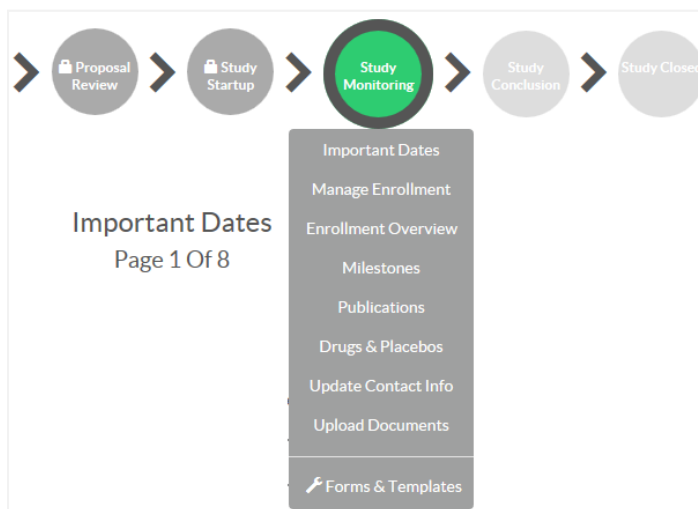 Proposal
Review
Study
Startup
Study
Monitoring
Study
Conclusion
Study Closed
Important Dates
Page 1 Of 8
Important Dates
Manage Enrollment
Enrollment Overview
Milestones
Publications
Drugs & Placebos
Update Contact Info
Upload Documents
Forms & Templates